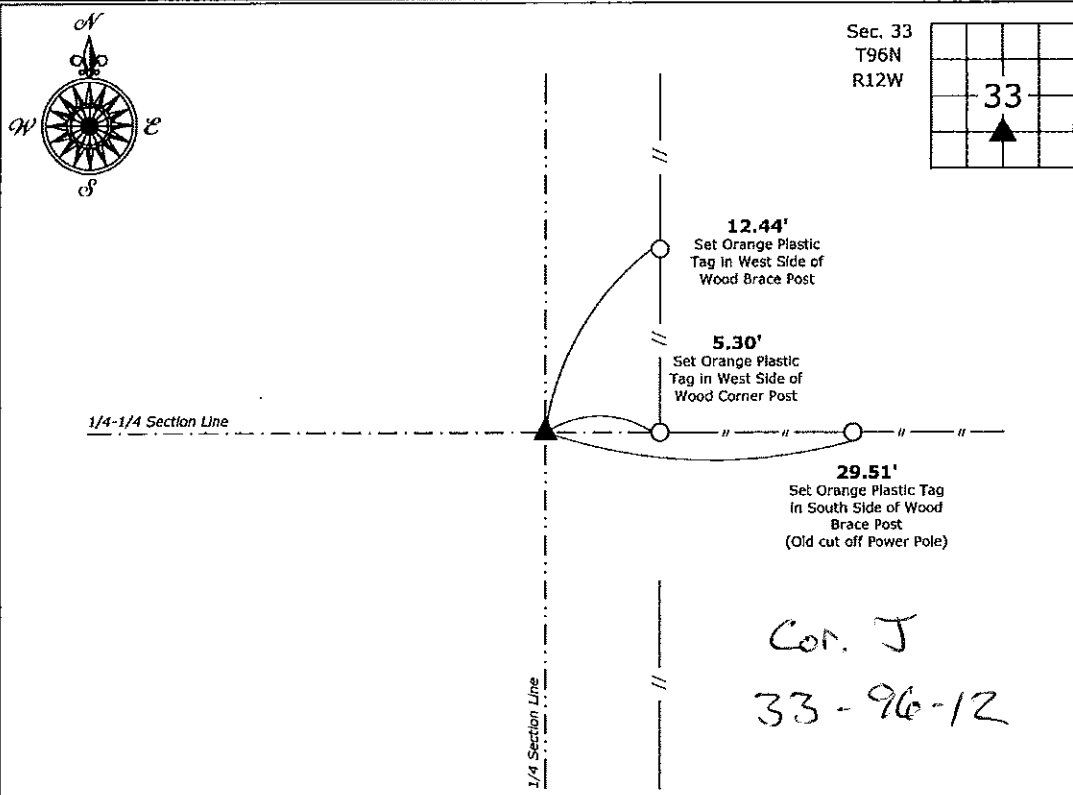 N
W
E
S
Sec. 33
T96N
R12W
33
12.44'
Set Orange Plastic
Tag in West Side of
Wood Brace Post
5.30'
Set Orange Plastic
Tag in West Side of
Wood Corner Post
1/4-1/4 Section Line
29.51'
Set Orange Plastic Tag
in South Side of Wood
Brace Post
(Old cut off Power Pole)
1/4 Section Line
Cor. J
33-96-12